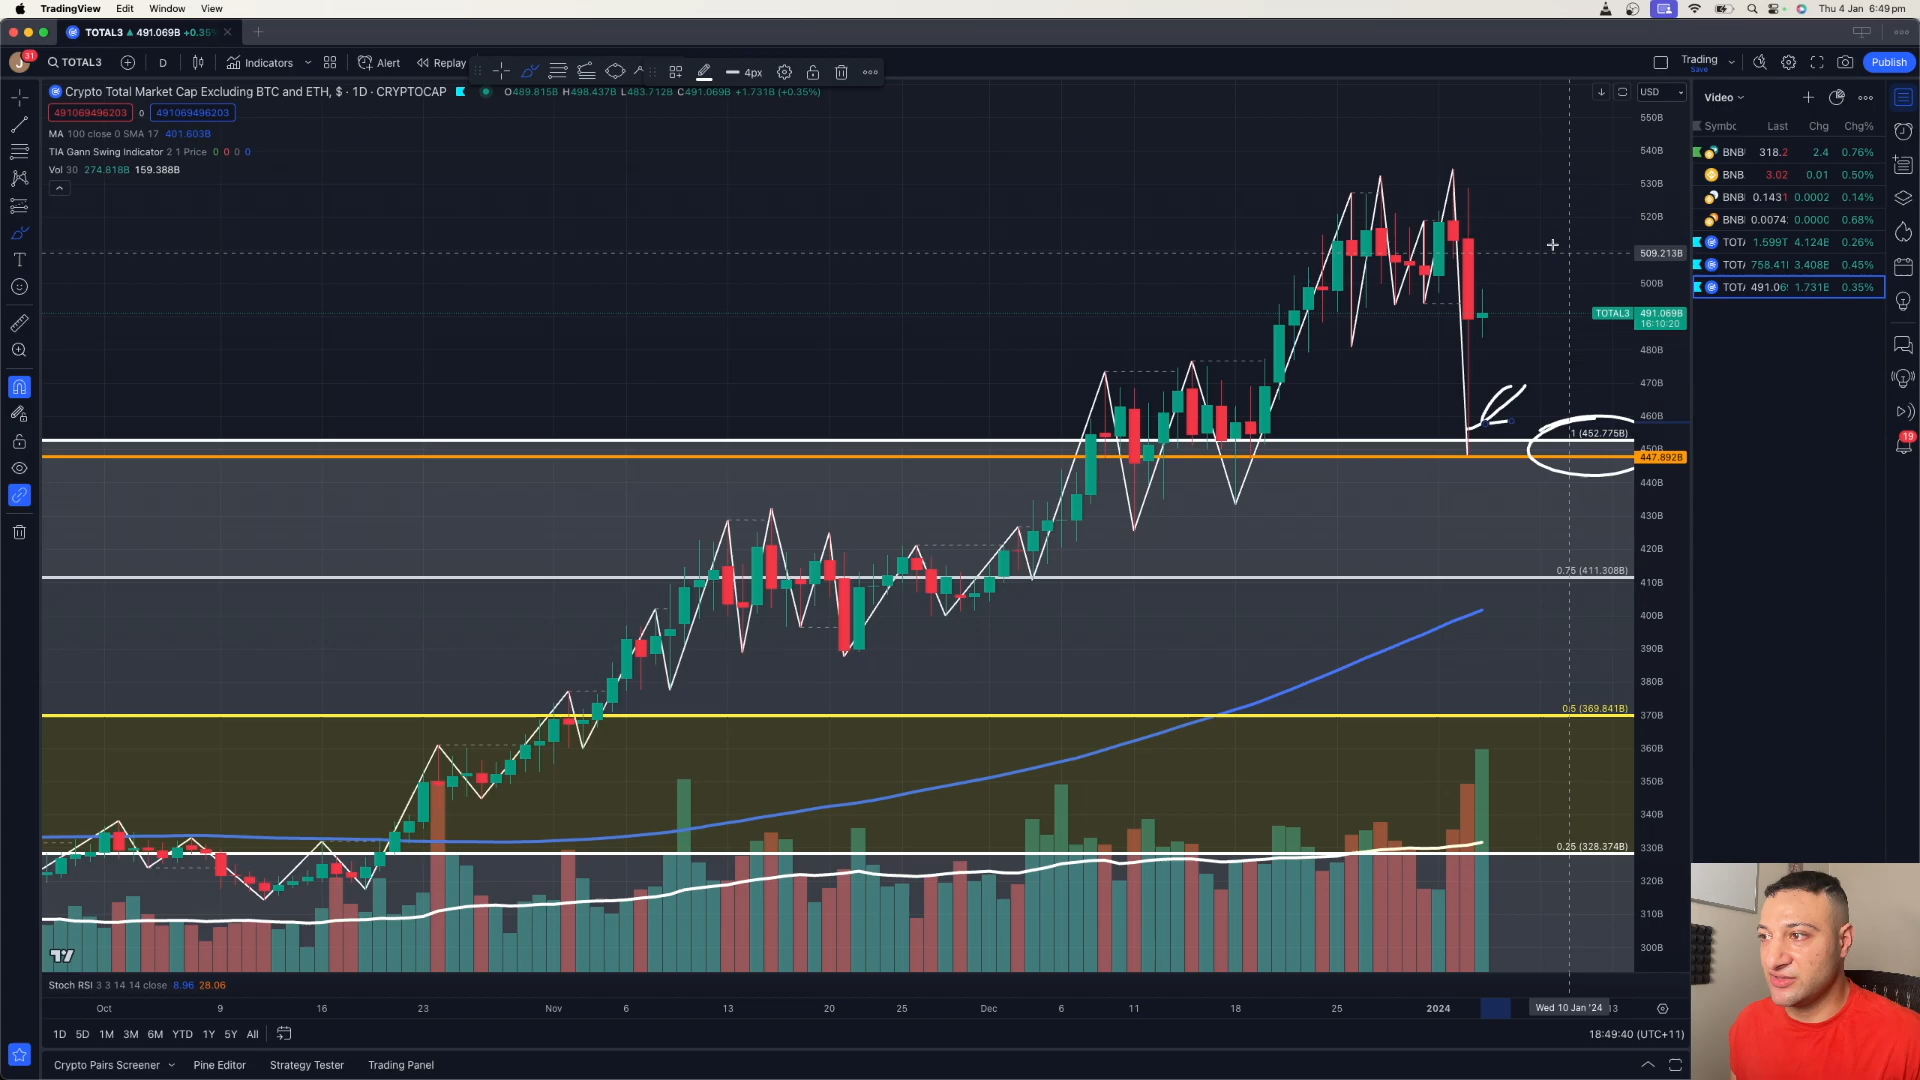 TradingView Edit Window View Thu 4 Jan 6:49 pm
TOTAL3 ▲ 491.069B +0.35%
J 31 TOTAL3 D Indicators Alert Replay 4px Trading Save Publish
Crypto Total Market Cap Excluding BTC and ETH, $ · 1D · CRYPTOCAP O489.815B H498.437B L483.712B C491.069B +1.731B (+0.35%)
491069496203 0 491069496203
MA 100 close 0 SMA 17 401.603B
TIA Gann Swing Indicator 2 1 Price 0 0 0 0
Vol 30 274.818B 159.388B
USD
550B
540B
530B
520B
509.213B
500B
TOTAL3 491.069B
16:10:20
480B
470B
460B
1 (452.775B)
450B
447.892B
440B
430B
420B
0.75 (411.308B)
410B
400B
390B
380B
0.5 (369.841B)
370B
360B
350B
340B
0.25 (328.374B)
330B
320B
310B
300B
Video
Last Chg Chg%
BNB 318.2 2.4 0.76%
BNB 3.02 0.01 0.50%
BNB 0.1431 0.0002 0.14%
BNB 0.0074 0.0000 0.68%
TOTA 1.599T 4.124B 0.26%
TOTA 758.41 3.408B 0.45%
TOTA 491.06 1.731B 0.35%
19
Stoch RSI 3 3 14 14 close 8.96 28.06
Oct 9 16 23 Nov 6 13 20 25 Dec 6 11 18 25 2024 Wed 10 Jan '24 13
1D 5D 1M 3M 6M YTD 1Y 5Y All 18:49:40 (UTC+11)
Crypto Pairs Screener Pine Editor Strategy Tester Trading Panel